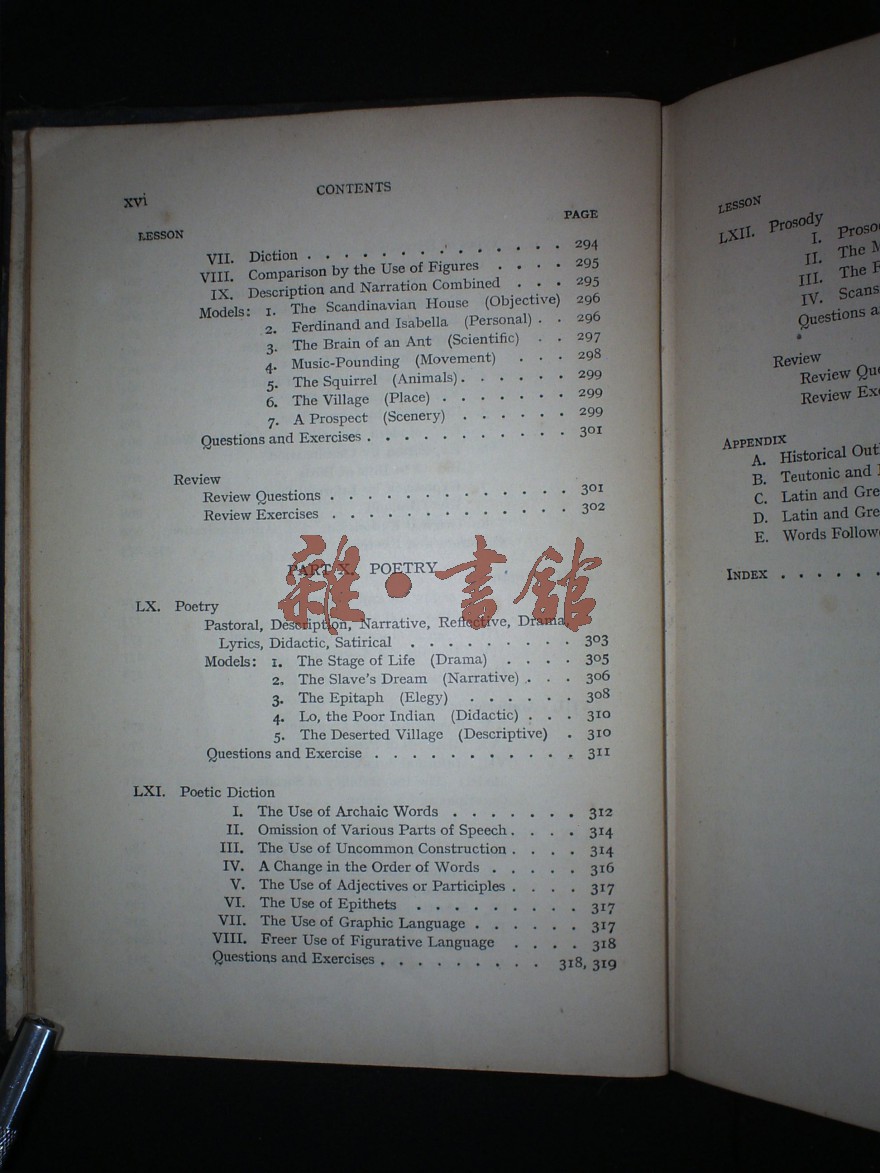 xvi
CONTENTS
PAGE
LESSON
VII. Diction . . . . . . . . . . . . . . 294
VIII. Comparison by the Use of Figures . . . . 295
IX. Description and Narration Combined . . . 295
Models: 1. The Scandinavian House (Objective) 296
2. Ferdinand and Isabella (Personal) . . 296
3. The Brain of an Ant (Scientific) . . 297
4. Music-Pounding (Movement) . . . 298
5. The Squirrel (Animals) . . . . . . 299
6. The Village (Place) . . . . . . . 299
7. A Prospect (Scenery) . . . . . . 299
Questions and Exercises . . . . . . . . . . . 301
Review
Review Questions . . . . . . . . . . . . . 301
Review Exercises . . . . . . . . . . . . . 302
PART X. POETRY
雜·書館
LX. Poetry
Pastoral, Description, Narrative, Reflective, Drama,
Lyrics, Didactic, Satirical . . . . . . . . . 303
Models: 1. The Stage of Life (Drama) . . . . 305
2. The Slave's Dream (Narrative) . . . 306
3. The Epitaph (Elegy) . . . . . . 308
4. Lo, the Poor Indian (Didactic) . . . 310
5. The Deserted Village (Descriptive) . 310
Questions and Exercise . . . . . . . . . . . 311
LXI. Poetic Diction
I. The Use of Archaic Words . . . . . . . 312
II. Omission of Various Parts of Speech . . . . 314
III. The Use of Uncommon Construction . . . . 314
IV. A Change in the Order of Words . . . . . 316
V. The Use of Adjectives or Participles . . . . 317
VI. The Use of Epithets . . . . . . . . . 317
VII. The Use of Graphic Language . . . . . . 317
VIII. Freer Use of Figurative Language . . . . 318
Questions and Exercises . . . . . . . . . 318, 319
LESSON
LXII. Prosody
I.
II. The
III. The
IV.
Questions
Review
Review
Review
APPENDIX
A. Historical
B. Teutonic and
C. Latin and
D. Latin and
E. Words
INDEX . . . . . .